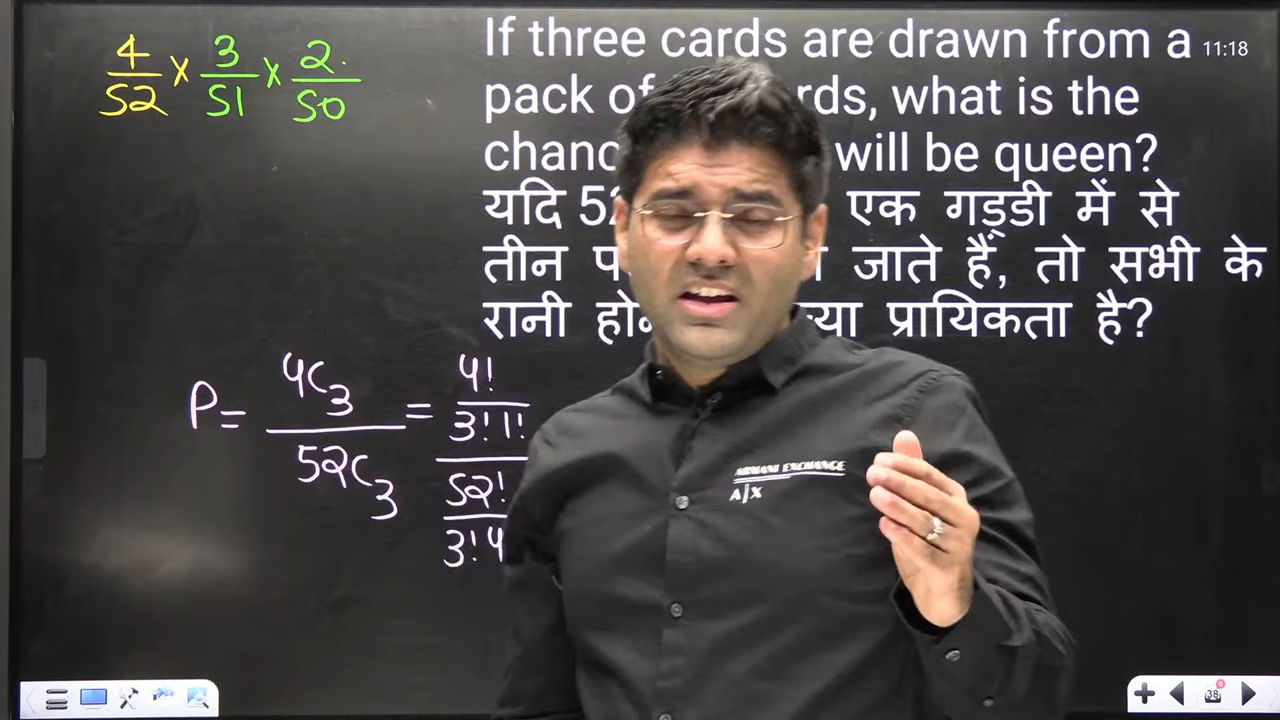 4/52 × 3/51 × 2/50
If three cards are drawn from a
11:18
pack of rds, what is the
chanc will be queen?
यदि 52 एक गड्डी में से
तीन जाते हैं, तो सभी के
रानी प्रायिकता है?
P = 4C3/52C3 = 4!/3!1!
52!/3!4
ARMANI EXCHANGE
A|X
38